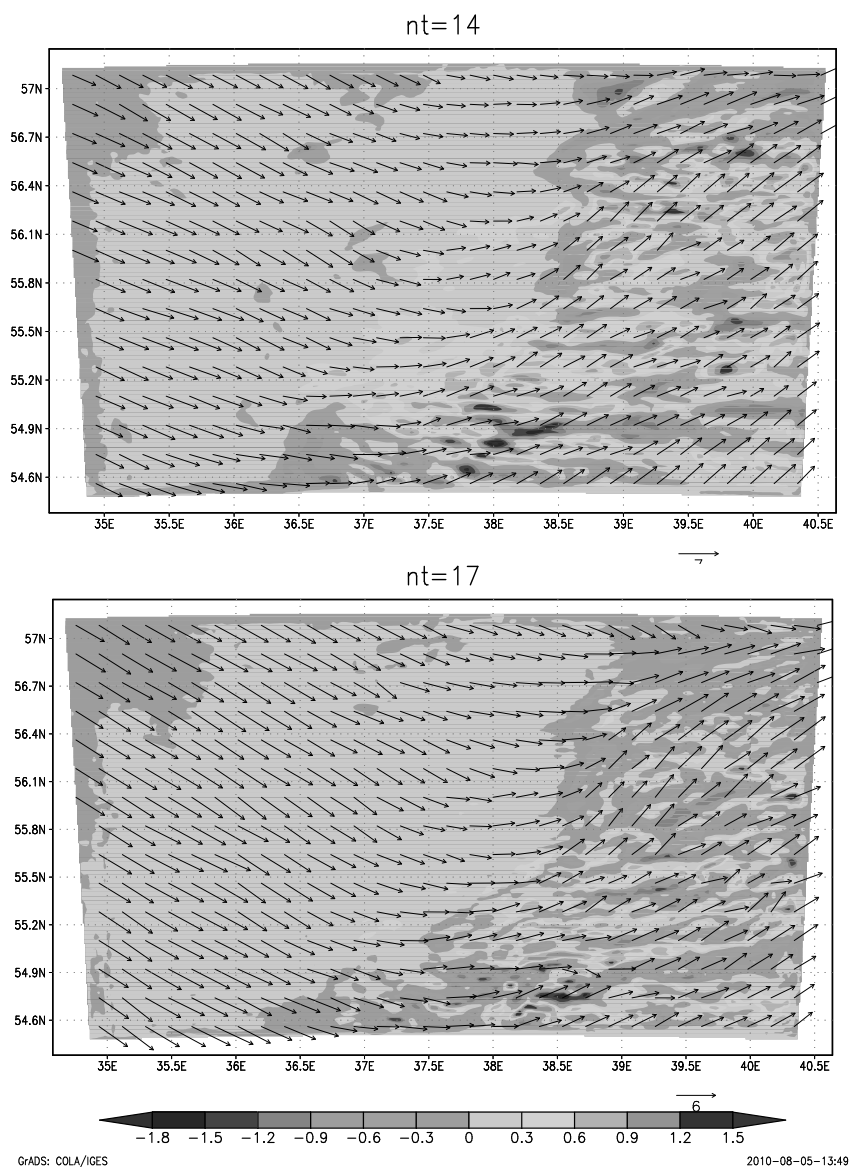 nt=14
57N
56.7N
56.4N
56.1N
55.8N
55.5N
55.2N
54.9N
54.6N
35E 35.5E 36E 36.5E 37E 37.5E 38E 38.5E 39E 39.5E 40E 40.5E
7
nt=17
57N
56.7N
56.4N
56.1N
55.8N
55.5N
55.2N
54.9N
54.6N
35E 35.5E 36E 36.5E 37E 37.5E 38E 38.5E 39E 39.5E 40E 40.5E
6
−1.8 −1.5 −1.2 −0.9 −0.6 −0.3 0 0.3 0.6 0.9 1.2 1.5
GrADS: COLA/IGES 2010-08-05-13:49